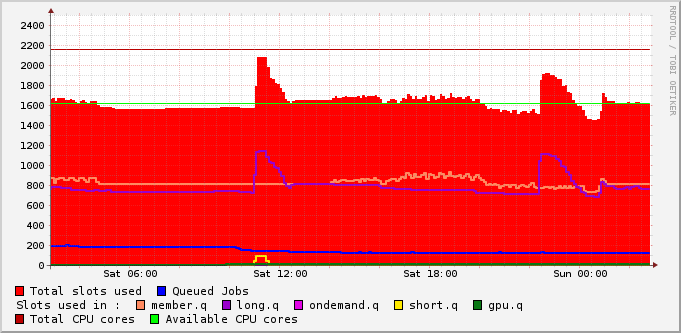 2400
2200
2000
1800
1600
1400
1200
1000
800
600
400
200
0
Sat 06:00 Sat 12:00 Sat 18:00 Sun 00:00
RRDTOOL / TOBI OETIKER
Total slots used Queued Jobs
Slots used in : member.q long.q ondemand.q short.q gpu.q
Total CPU cores Available CPU cores